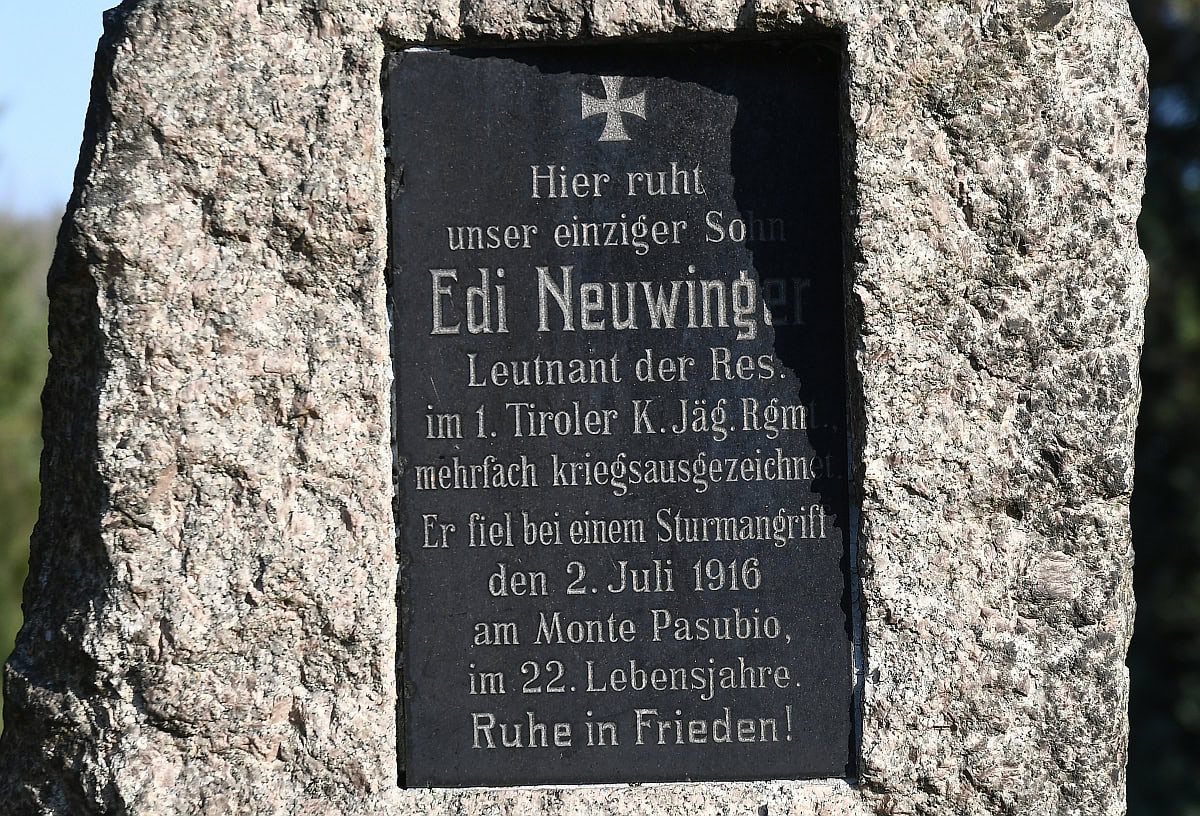 Hier ruht
unser einziger Sohn
Edi Neuwinger
Leutnant der Res.
im 1. Tiroler K. Jäg. Rgmt.,
mehrfach kriegsausgezeichnet.
Er fiel bei einem Sturmangriff
den 2. Juli 1916
am Monte Pasubio,
im 22. Lebensjahre.
Ruhe in Frieden!